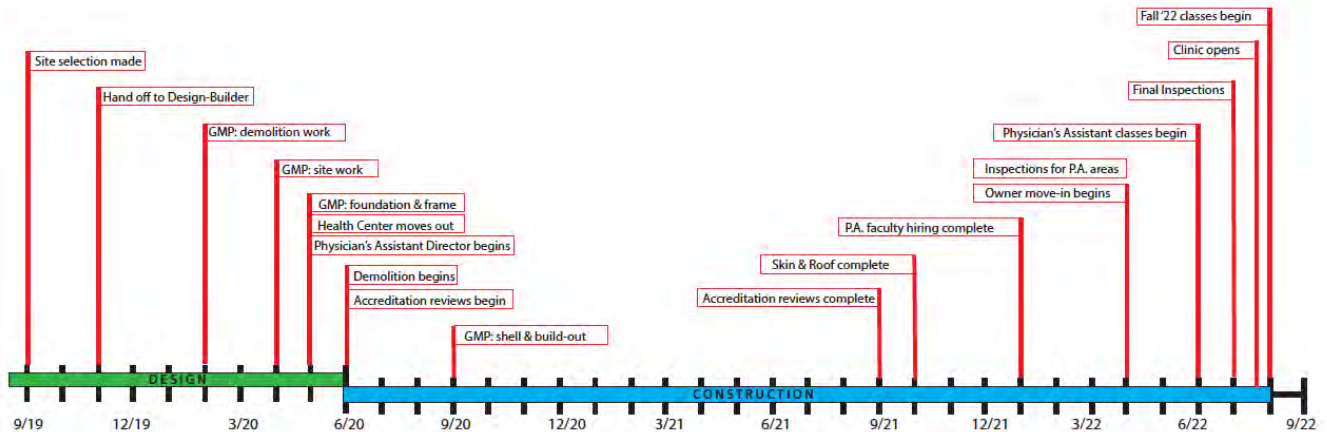 Fall '22 classes begin
Clinic opens
Site selection made
Final Inspections
Hand off to Design-Builder
GMP: demolition work
Physician's Assistant classes begin
GMP: site work
Inspections for P.A. areas
Owner move-in begins
GMP: foundation & frame
Health Center moves out
P.A. faculty hiring complete
Physician's Assistant Director begins
Skin & Roof complete
Demolition begins
Accreditation reviews begin
Accreditation reviews complete
GMP: shell & build-out
DESIGN
CONSTRUCTION
9/19 12/19 3/20 6/20 9/20 12/20 3/21 6/21 9/21 12/21 3/22 6/22 9/22